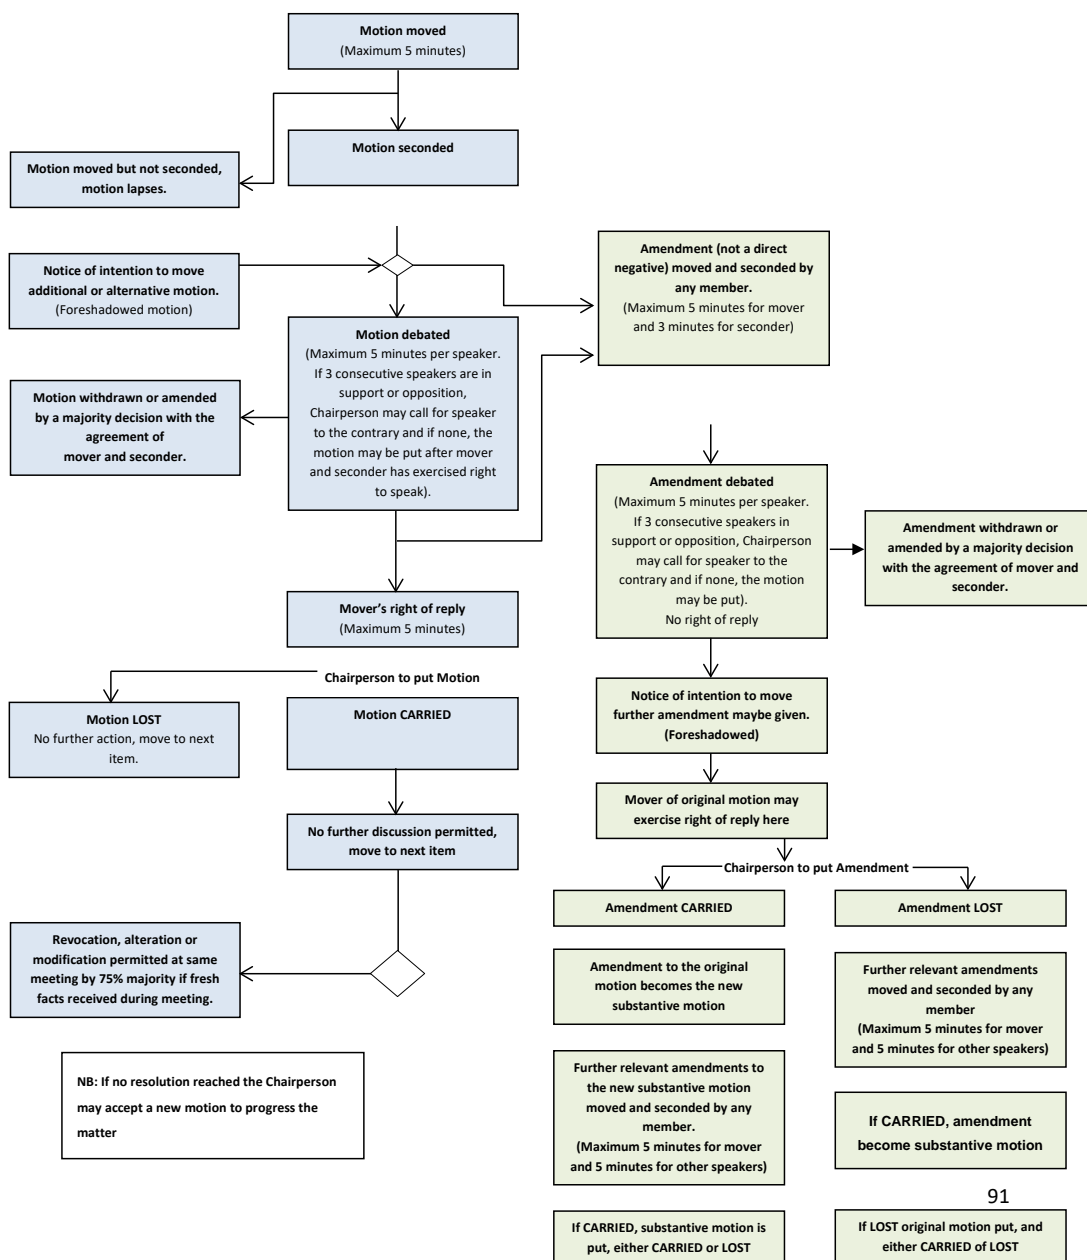 Motion moved
(Maximum 5 minutes)
Motion seconded
Motion moved but not seconded,
motion lapses.
Notice of intention to move
additional or alternative motion.
(Foreshadowed motion)
Amendment (not a direct
negative) moved and seconded by
any member.
(Maximum 5 minutes for mover
and 3 minutes for seconder)
Motion debated
(Maximum 5 minutes per speaker.
If 3 consecutive speakers are in
support or opposition,
Chairperson may call for speaker
to the contrary and if none, the
motion may be put after mover
and seconder has exercised right
to speak).
Motion withdrawn or amended
by a majority decision with the
agreement of
mover and seconder.
Amendment debated
(Maximum 5 minutes per speaker.
If 3 consecutive speakers in
support or opposition, Chairperson
may call for speaker to the
contrary and if none, the motion
may be put).
No right of reply
Amendment withdrawn or
amended by a majority decision
with the agreement of mover and
seconder.
Mover’s right of reply
(Maximum 5 minutes)
Chairperson to put Motion
Motion LOST
No further action, move to next
item.
Motion CARRIED
Notice of intention to move
further amendment maybe given.
(Foreshadowed)
Mover of original motion may
exercise right of reply here
No further discussion permitted,
move to next item
Chairperson to put Amendment
Amendment CARRIED
Amendment LOST
Revocation, alteration or
modification permitted at same
meeting by 75% majority if fresh
facts received during meeting.
Amendment to the original
motion becomes the new
substantive motion
Further relevant amendments
moved and seconded by any
member
(Maximum 5 minutes for mover
and 5 minutes for other speakers)
NB: If no resolution reached the Chairperson
may accept a new motion to progress the
matter
Further relevant amendments to
the new substantive motion
moved and seconded by any
member.
(Maximum 5 minutes for mover
and 5 minutes for other speakers)
If CARRIED, amendment
become substantive motion
91
If CARRIED, substantive motion is
put, either CARRIED or LOST
If LOST original motion put, and
either CARRIED of LOST